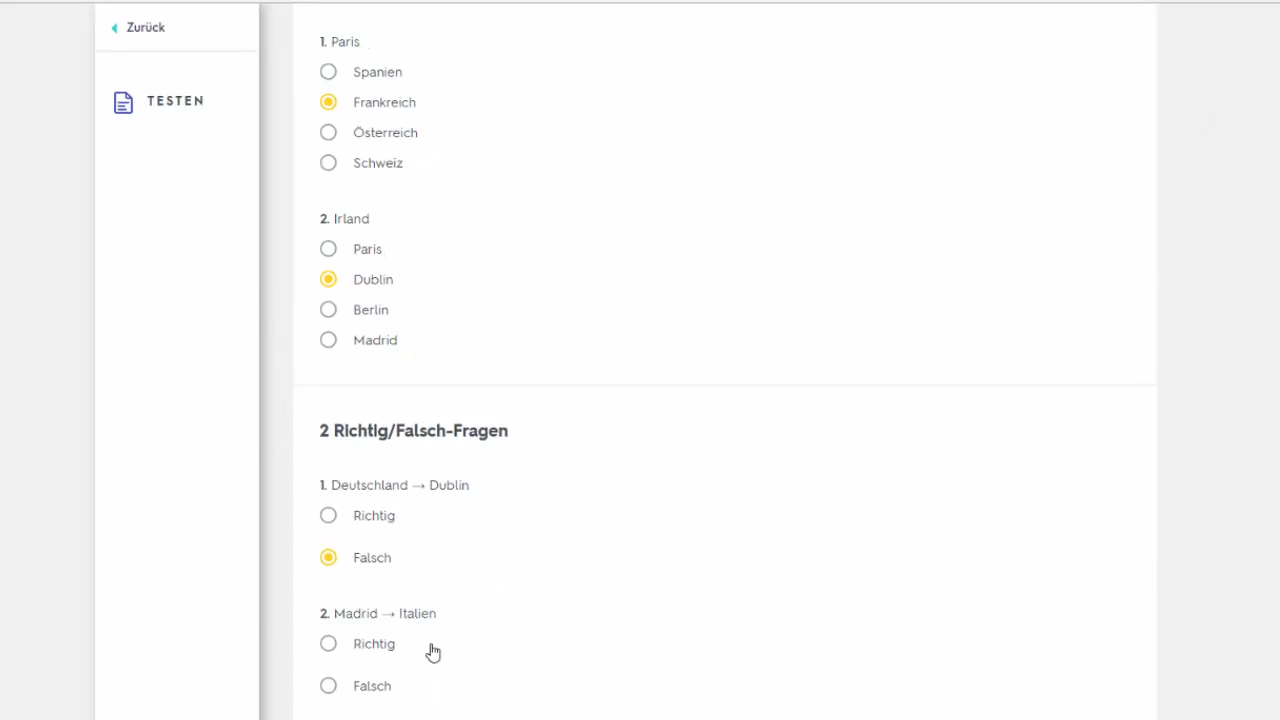 Zurück
TESTEN
1. Paris
Spanien
Frankreich
Österreich
Schweiz
2. Irland
Paris
Dublin
Berlin
Madrid
2 Richtig/Falsch-Fragen
1. Deutschland → Dublin
Richtig
Falsch
2. Madrid → Italien
Richtig
Falsch